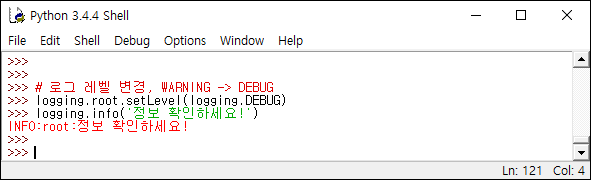 Python 3.4.4 Shell
File Edit Shell Debug Options Window Help
>>>
>>>
>>> # 로그 레벨 변경, WARNING -> DEBUG
>>> logging.root.setLevel(logging.DEBUG)
>>> logging.info('정보 확인하세요!')
INFO:root:정보 확인하세요!
>>>
>>>
Ln: 121 Col: 4